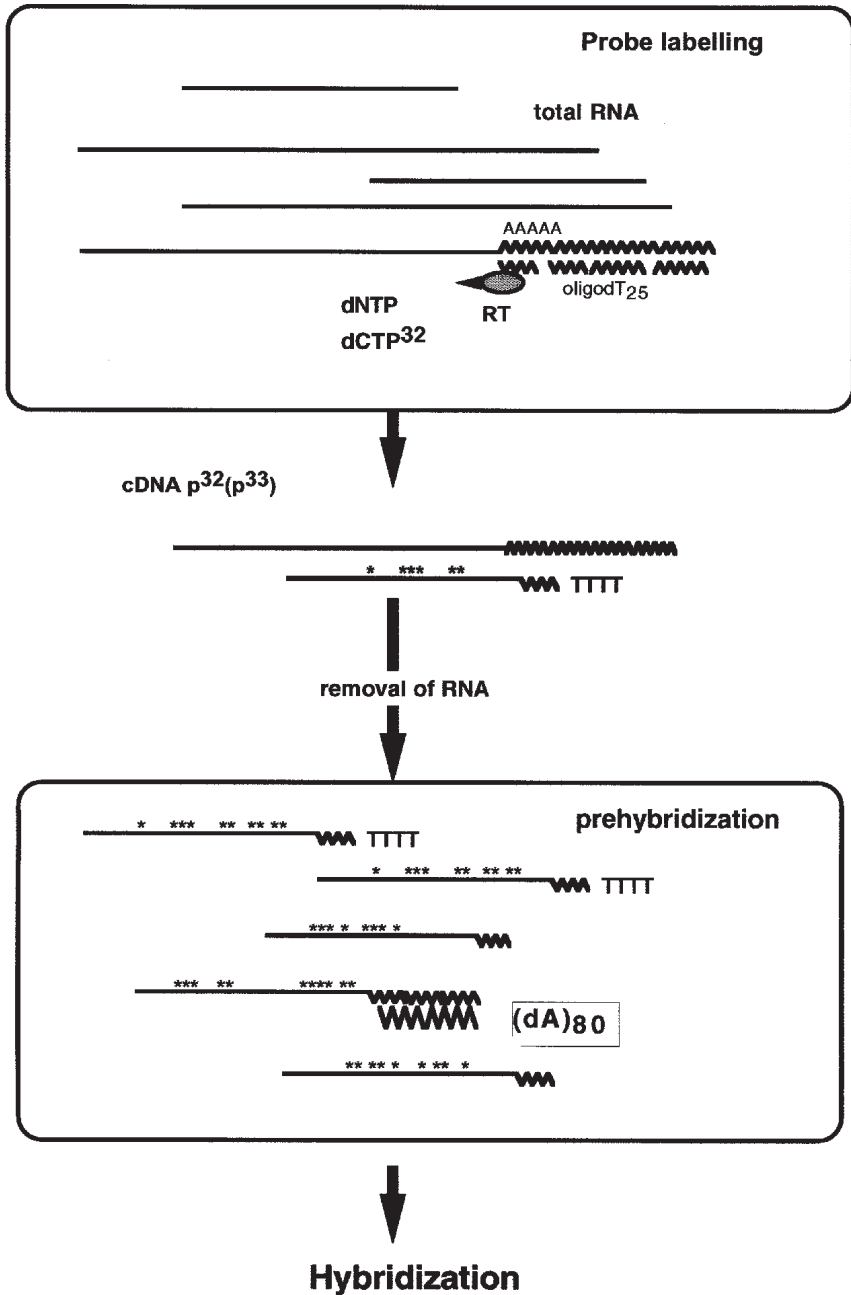 Probe labelling
total RNA
AAAAA
oligodT25
dNTP
RT
dCTP32
cDNA p32(p33)
* *** **
TTTT
removal of RNA
prehybridization
* *** ** ** **
TTTT
* *** ** ** **
TTTT
*** * *** *
*** ** **** **
(dA)80
** ** * * ** *
Hybridization